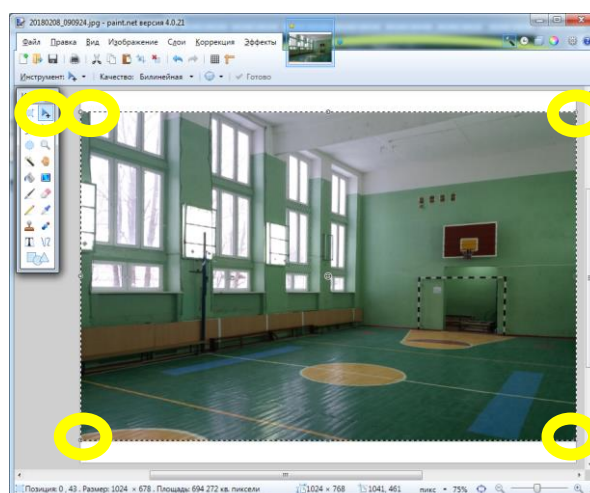 20180208_090924.jpg - paint.net версия 4.0.21
Файл Правка Вид Изображение Слои Коррекция Эффекты
Инструмент: Качество: Билинейная Готово
Позиция: 0 , 43 . Размер: 1024 × 678 . Площадь: 694 272 кв. пиксели 1024 × 768 1041, 461 пикс 75%